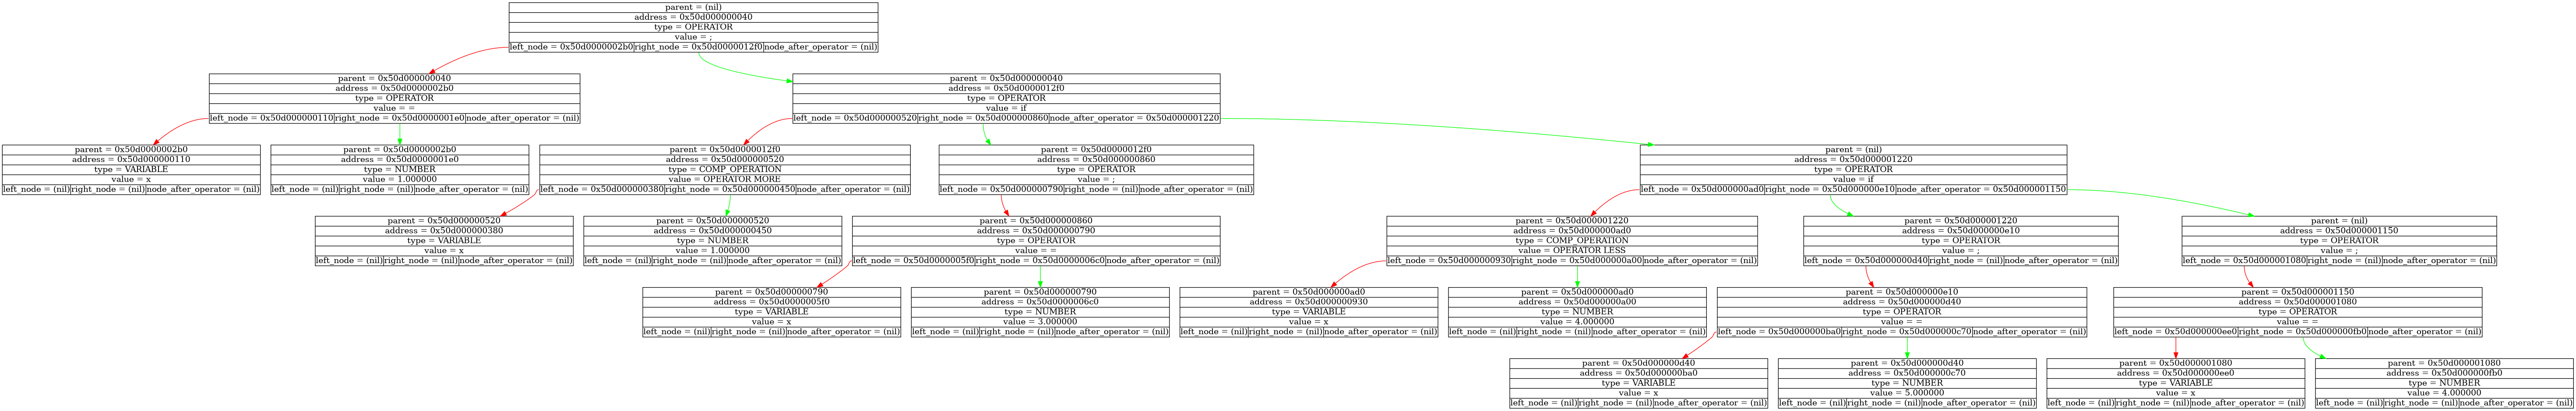 parent = (nil)
address = 0x50d000000040
type = OPERATOR
value = ;
left_node = 0x50d0000002b0 right_node = 0x50d0000012f0 node_after_operator = (nil)
parent = 0x50d000000040
address = 0x50d0000002b0
type = OPERATOR
value = =
left_node = 0x50d000000110 right_node = 0x50d0000001e0 node_after_operator = (nil)
parent = 0x50d000000040
address = 0x50d0000012f0
type = OPERATOR
value = if
left_node = 0x50d000000520 right_node = 0x50d000000860 node_after_operator = 0x50d000001220
parent = 0x50d0000002b0
address = 0x50d000000110
type = VARIABLE
value = x
left_node = (nil) right_node = (nil) node_after_operator = (nil)
parent = 0x50d0000002b0
address = 0x50d0000001e0
type = NUMBER
value = 1.000000
left_node = (nil) right_node = (nil) node_after_operator = (nil)
parent = 0x50d0000012f0
address = 0x50d000000520
type = COMP_OPERATION
value = OPERATOR MORE
left_node = 0x50d000000380 right_node = 0x50d000000450 node_after_operator = (nil)
parent = 0x50d0000012f0
address = 0x50d000000860
type = OPERATOR
value = ;
left_node = 0x50d000000790 right_node = (nil) node_after_operator = (nil)
parent = (nil)
address = 0x50d000001220
type = OPERATOR
value = if
left_node = 0x50d000000ad0 right_node = 0x50d000000e10 node_after_operator = 0x50d000001150
parent = 0x50d000000520
address = 0x50d000000380
type = VARIABLE
value = x
left_node = (nil) right_node = (nil) node_after_operator = (nil)
parent = 0x50d000000520
address = 0x50d000000450
type = NUMBER
value = 1.000000
left_node = (nil) right_node = (nil) node_after_operator = (nil)
parent = 0x50d000000860
address = 0x50d000000790
type = OPERATOR
value = =
left_node = 0x50d0000005f0 right_node = 0x50d0000006c0 node_after_operator = (nil)
parent = 0x50d000001220
address = 0x50d000000ad0
type = COMP_OPERATION
value = OPERATOR LESS
left_node = 0x50d000000930 right_node = 0x50d000000a00 node_after_operator = (nil)
parent = 0x50d000001220
address = 0x50d000000e10
type = OPERATOR
value = ;
left_node = 0x50d000000d40 right_node = (nil) node_after_operator = (nil)
parent = (nil)
address = 0x50d000001150
type = OPERATOR
value = ;
left_node = 0x50d000001080 right_node = (nil) node_after_operator = (nil)
parent = 0x50d000000790
address = 0x50d0000005f0
type = VARIABLE
value = x
left_node = (nil) right_node = (nil) node_after_operator = (nil)
parent = 0x50d000000790
address = 0x50d0000006c0
type = NUMBER
value = 3.000000
left_node = (nil) right_node = (nil) node_after_operator = (nil)
parent = 0x50d000000ad0
address = 0x50d000000930
type = VARIABLE
value = x
left_node = (nil) right_node = (nil) node_after_operator = (nil)
parent = 0x50d000000ad0
address = 0x50d000000a00
type = NUMBER
value = 4.000000
left_node = (nil) right_node = (nil) node_after_operator = (nil)
parent = 0x50d000000e10
address = 0x50d000000d40
type = OPERATOR
value = =
left_node = 0x50d000000ba0 right_node = 0x50d000000c70 node_after_operator = (nil)
parent = 0x50d000001150
address = 0x50d000001080
type = OPERATOR
value = =
left_node = 0x50d000000ee0 right_node = 0x50d000000fb0 node_after_operator = (nil)
parent = 0x50d000000d40
address = 0x50d000000ba0
type = VARIABLE
value = x
left_node = (nil) right_node = (nil) node_after_operator = (nil)
parent = 0x50d000000d40
address = 0x50d000000c70
type = NUMBER
value = 5.000000
left_node = (nil) right_node = (nil) node_after_operator = (nil)
parent = 0x50d000001080
address = 0x50d000000ee0
type = VARIABLE
value = x
left_node = (nil) right_node = (nil) node_after_operator = (nil)
parent = 0x50d000001080
address = 0x50d000000fb0
type = NUMBER
value = 4.000000
left_node = (nil) right_node = (nil) node_after_operator = (nil)